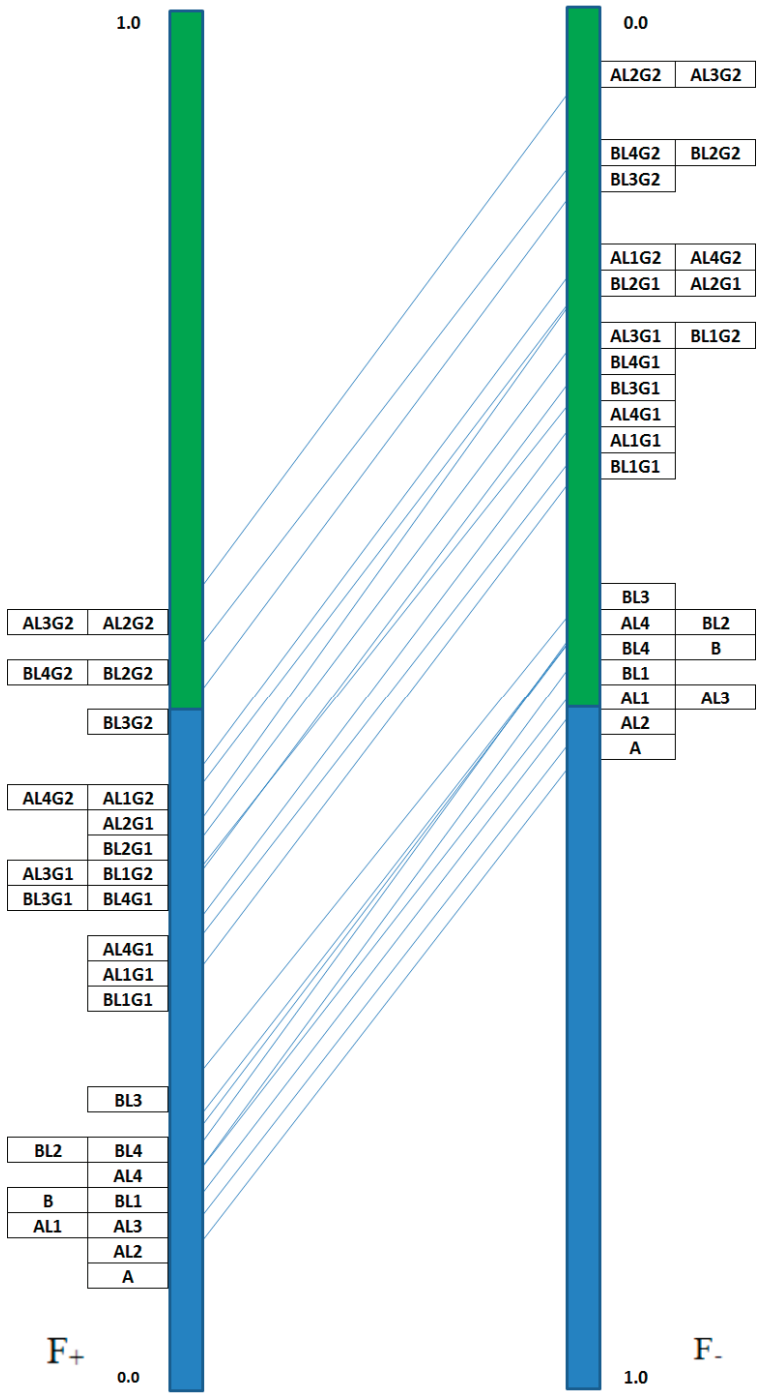 1.0
0.0
AL2G2 AL3G2
BL4G2 BL2G2
BL3G2
AL1G2 AL4G2
BL2G1 AL2G1
AL3G1 BL1G2
BL4G1
BL3G1
AL4G1
AL1G1
BL1G1
BL3
AL4 BL2
BL4 B
BL1
AL1 AL3
AL2
A
AL3G2 AL2G2
BL4G2 BL2G2
BL3G2
AL4G2 AL1G2
AL2G1
BL2G1
AL3G1 BL1G2
BL3G1 BL4G1
AL4G1
AL1G1
BL1G1
BL3
BL2 BL4
AL4
B BL1
AL1 AL3
AL2
A
F+
F-
0.0
1.0